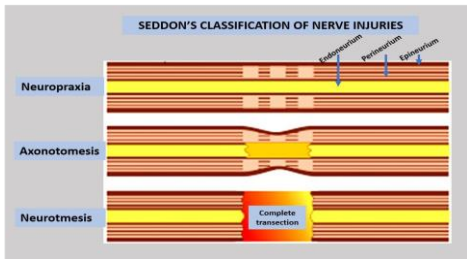 SEDDON'S CLASSIFICATION OF NERVE INJURIES
Endoneurium
Perineurium
Epineurium
Neuropraxia
Axonotomesis
Neurotmesis
Complete
transection